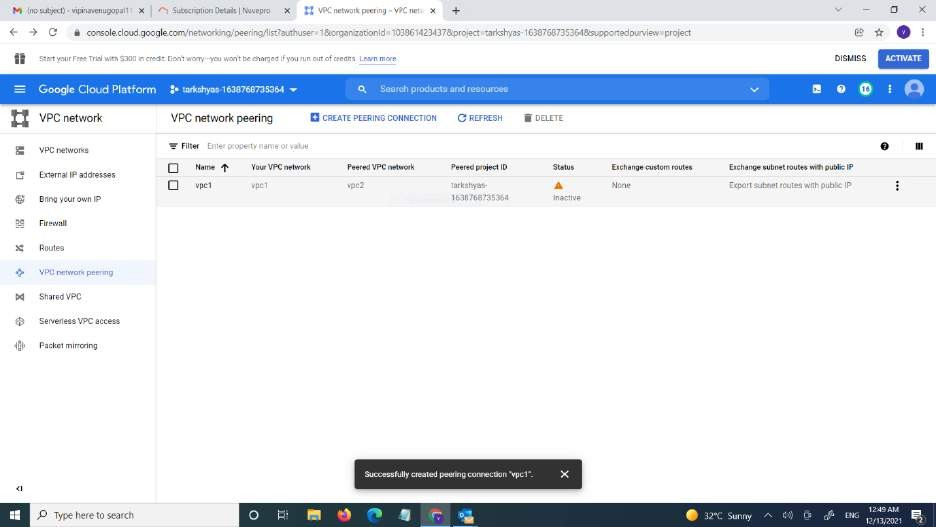 (no subject) - vipinavenugopal11
Subscription Details | Nuvepro
VPC network peering – VPC netw
console.cloud.google.com/networking/peering/list?authuser=1&organizationId=103861423437&project=tarkshyas-1638768735364&supportedpurview=project
V
Start your Free Trial with $300 in credit. Don't worry—you won't be charged if you run out of credits. Learn more
DISMISS
ACTIVATE
Google Cloud Platform
tarkshyas-1638768735364
Search products and resources
16
VPC network
VPC network peering
CREATE PEERING CONNECTION
REFRESH
DELETE
VPC networks
External IP addresses
Bring your own IP
Firewall
Routes
VPC network peering
Shared VPC
Serverless VPC access
Packet mirroring
Filter Enter property name or value
Name Your VPC network Peered VPC network Peered project ID Status Exchange custom routes Exchange subnet routes with public IP
vpc1 vpc1 vpc2 tarkshyas- None Export subnet routes with public IP
1638768735364 Inactive
Successfully created peering connection "vpc1".
Type here to search
32°C Sunny
ENG
12:49 AM
12/13/2021
2